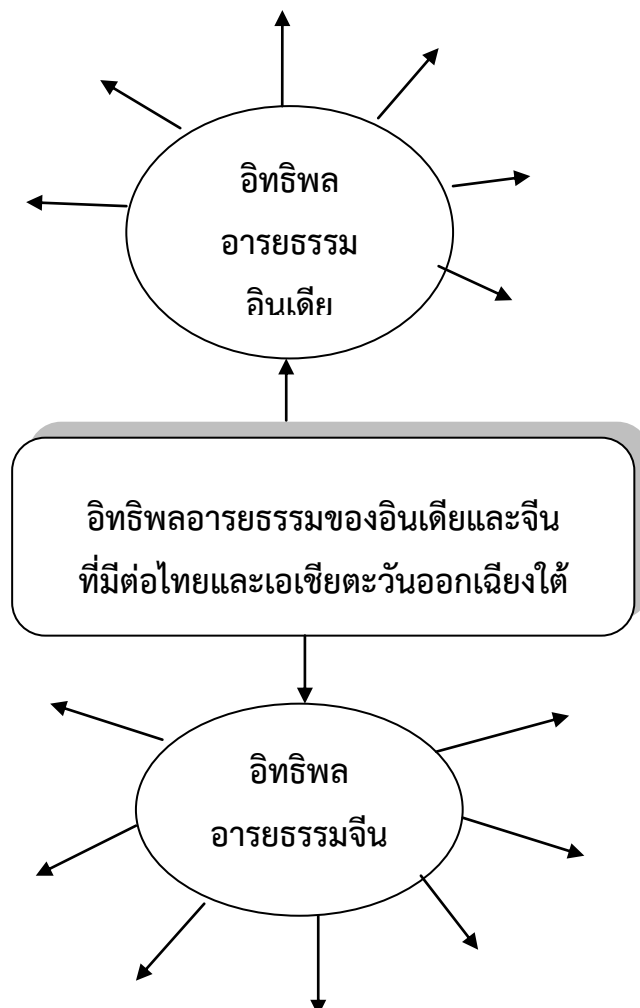 อิทธิพล
อารยธรรม
อินเดีย
อิทธิพลอารยธรรมของอินเดียและจีน
ที่มีต่อไทยและเอเชียตะวันออกเฉียงใต้
อิทธิพล
อารยธรรมจีน